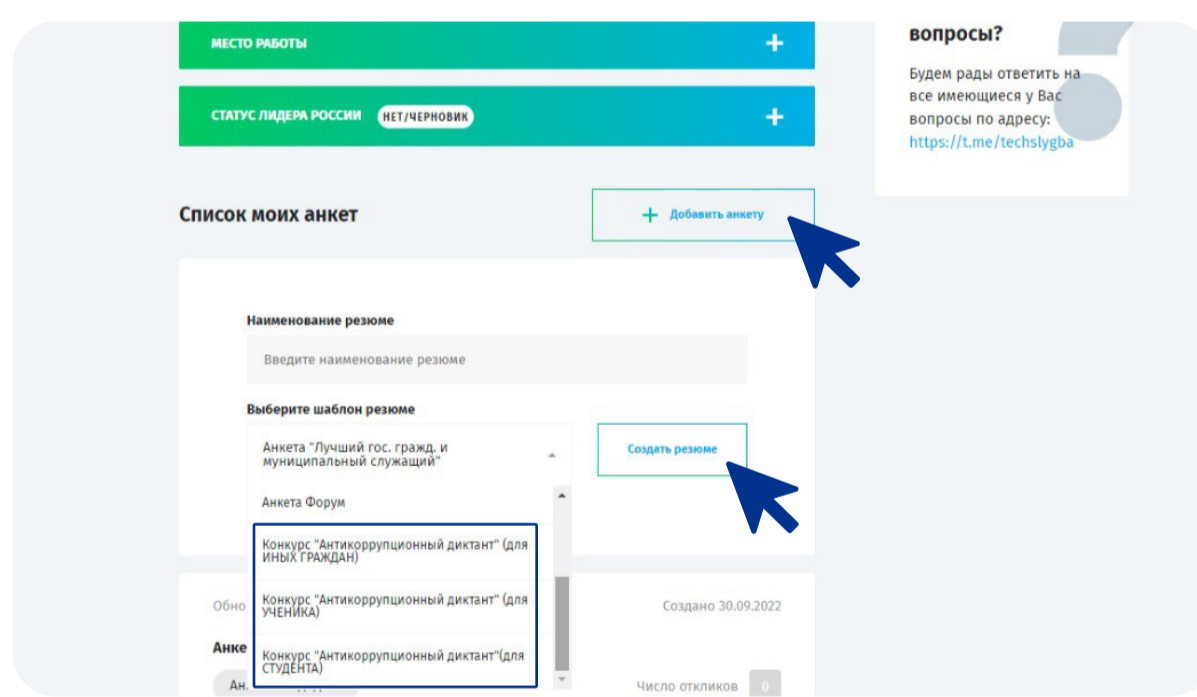 МЕСТО РАБОТЫ
СТАТУС ЛИДЕРА РОССИИ НЕТ/ЧЕРНОВИК
вопросы?
Будем рады ответить на
все имеющиеся у Вас
вопросы по адресу:
https://t.me/techslygba
Список моих анкет
Добавить анкету
Наименование резюме
Введите наименование резюме
Выберите шаблон резюме
Анкета "Лучший гос. гражд. и
муниципальный служащий"
Создать резюме
Анкета Форум
Конкурс "Антикоррупционный диктант" (для
ИНЫХ ГРАЖДАН)
Конкурс "Антикоррупционный диктант" (для
УЧЕНИКА)
Конкурс "Антикоррупционный диктант"(для
СТУДЕНТА)
Обно
Создано 30.09.2022
Анке
Ан.
Число откликов 0